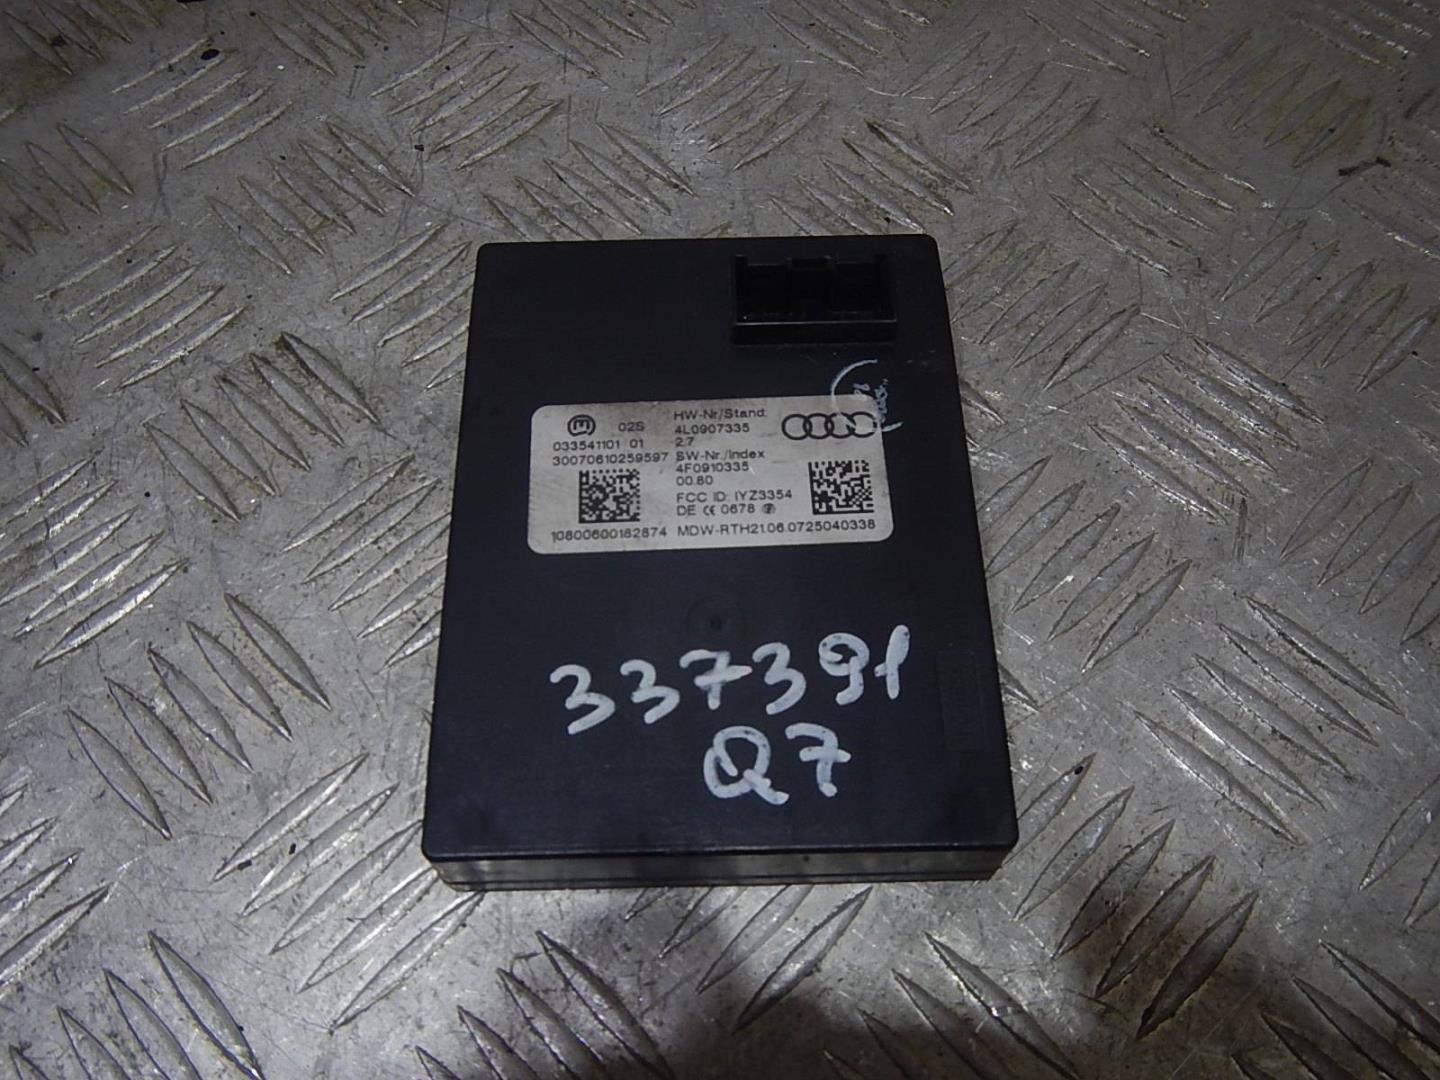 02S
033541101 01
30070610259597
HW-Nr/Stand:
4L0907335
2.7
SW-Nr./Index
4F0910335
00.80
FCC ID: IYZ3354
DE CE 0678
10800600182874 MDW-RTH21.06.0725040338
337391
Q7